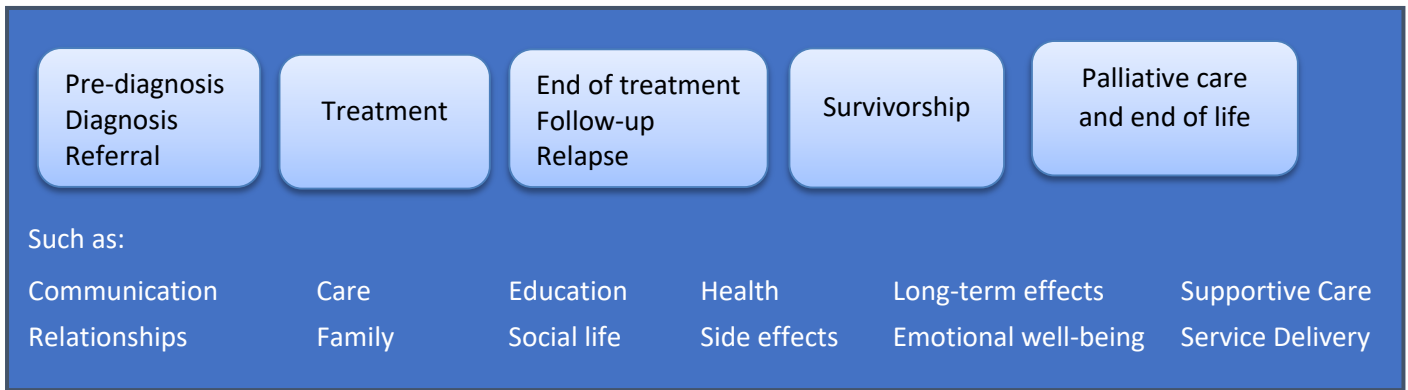 Pre-diagnosis
Diagnosis
Referral
Treatment
End of treatment
Follow-up
Relapse
Survivorship
Palliative care
and end of life
Such as:
Communication Care Education Health Long-term effects Supportive Care
Relationships Family Social life Side effects Emotional well-being Service Delivery